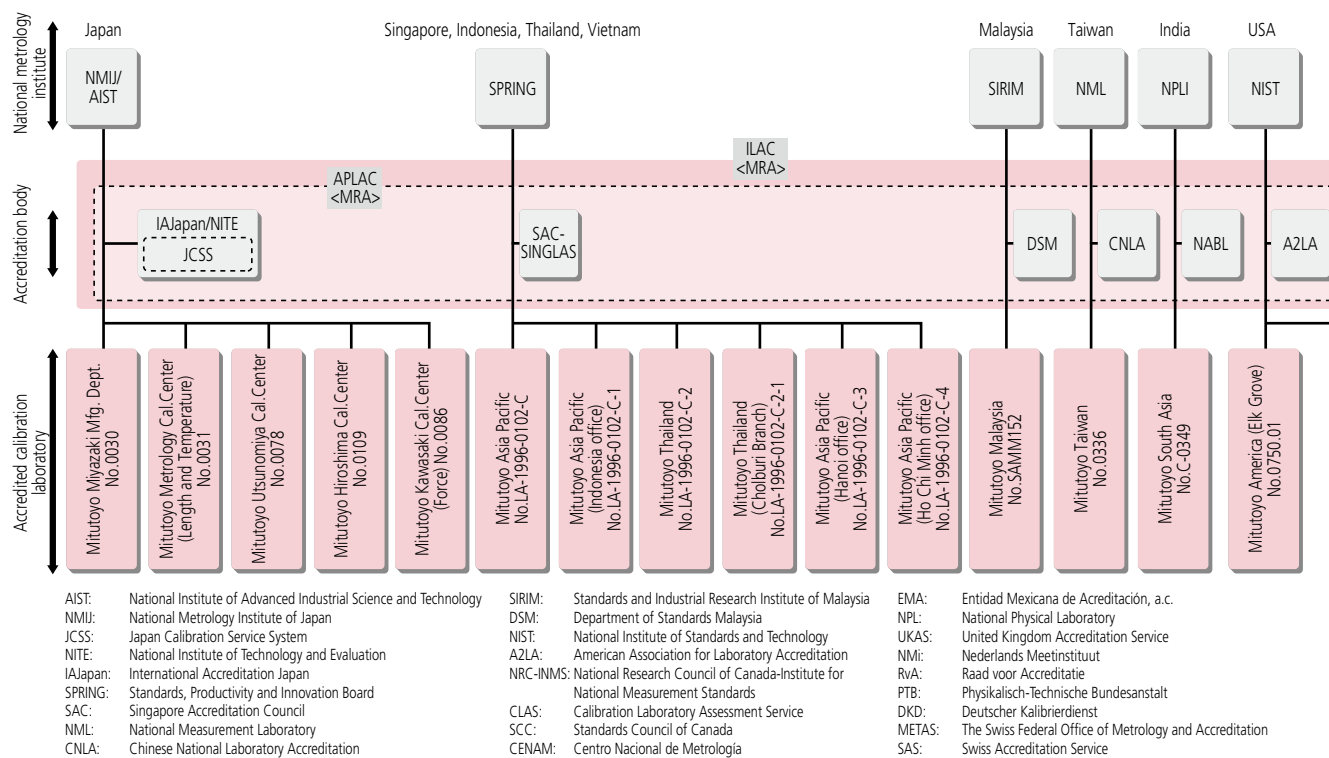 National metrology
institute
Japan
Singapore, Indonesia, Thailand, Vietnam
Malaysia
Taiwan
India
USA
NMIJ/
AIST
SPRING
SIRIM
NML
NPLI
NIST
ILAC
<MRA>
APLAC
<MRA>
Accreditation body
IAJapan/NITE
JCSS
SAC-
SINGLAS
DSM
CNLA
NABL
A2LA
Accredited calibration
laboratory
Mitutoyo Miyazaki Mfg. Dept.
No.0030
Mitutoyo Metrology Cal.Center
(Length and Temperature)
No.0031
Mitutoyo Utsunomiya Cal.Center
No.0078
Mitutoyo Hiroshima Cal.Center
No.0109
Mitutoyo Kawasaki Cal.Center
(Force) No.0086
Mitutoyo Asia Pacific
No.LA-1996-0102-C
Mitutoyo Asia Pacific
(Indonesia office)
No.LA-1996-0102-C-1
Mitutoyo Thailand
No.LA-1996-0102-C-2
Mitutoyo Thailand
(Cholburi Branch)
No.LA-1996-0102-C-2-1
Mitutoyo Asia Pacific
(Hanoi office)
No.LA-1996-0102-C-3
Mitutoyo Asia Pacific
(Ho Chi Minh office)
No.LA-1996-0102-C-4
Mitutoyo Malaysia
No.SAMM152
Mitutoyo Taiwan
No.0336
Mitutoyo South Asia
No.C-0349
Mitutoyo America (Elk Grove)
No.0750.01
AIST: National Institute of Advanced Industrial Science and Technology
NMIJ: National Metrology Institute of Japan
JCSS: Japan Calibration Service System
NITE: National Institute of Technology and Evaluation
IAJapan: International Accreditation Japan
SPRING: Standards, Productivity and Innovation Board
SAC: Singapore Accreditation Council
NML: National Measurement Laboratory
CNLA: Chinese National Laboratory Accreditation
SIRIM: Standards and Industrial Research Institute of Malaysia
DSM: Department of Standards Malaysia
NIST: National Institute of Standards and Technology
A2LA: American Association for Laboratory Accreditation
NRC-INMS: National Research Council of Canada-Institute for
National Measurement Standards
CLAS: Calibration Laboratory Assessment Service
SCC: Standards Council of Canada
CENAM: Centro Nacional de Metrología
EMA: Entidad Mexicana de Acreditación, a.c.
NPL: National Physical Laboratory
UKAS: United Kingdom Accreditation Service
NMi: Nederlands Meetinstituut
RvA: Raad voor Accreditatie
PTB: Physikalisch-Technische Bundesanstalt
DKD: Deutscher Kalibrierdienst
METAS: The Swiss Federal Office of Metrology and Accreditation
SAS: Swiss Accreditation Service